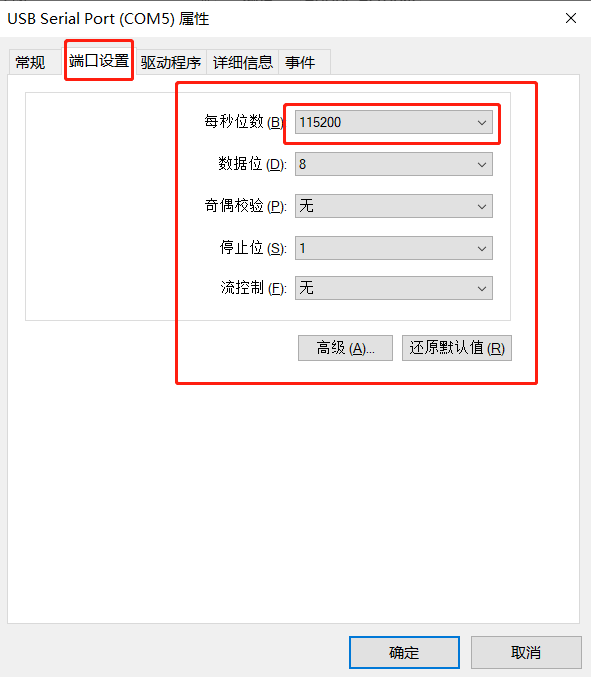 USB Serial Port (COM5) 属性
常规 端口设置 驱动程序 详细信息 事件
每秒位数 (B) 115200
数据位 (D): 8
奇偶校验 (P): 无
停止位 (S): 1
流控制 (F): 无
高级 (A)... 还原默认值 (R)
确定 取消